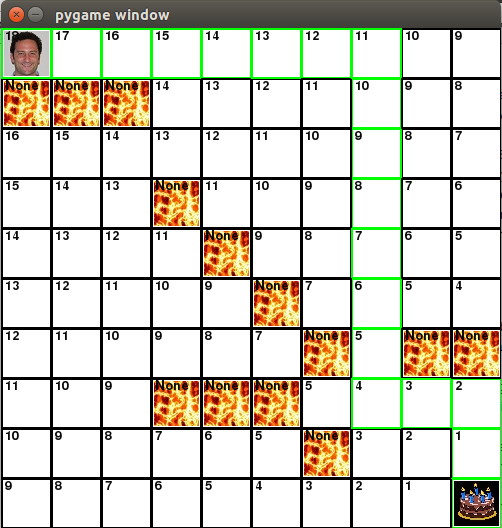 pygame window
18 17 16 15 14 13 12 11 10 9
None None None 14 13 12 11 10 9 8
16 15 14 13 12 11 10 9 8 7
15 14 13 None 11 10 9 8 7 6
14 13 12 11 None 9 8 7 6 5
13 12 11 10 9 None 7 6 5 4
12 11 10 9 8 7 None 5 None None
11 10 9 None None None 5 4 3 2
10 9 8 7 6 5 None 3 2 1
9 8 7 6 5 4 3 2 1